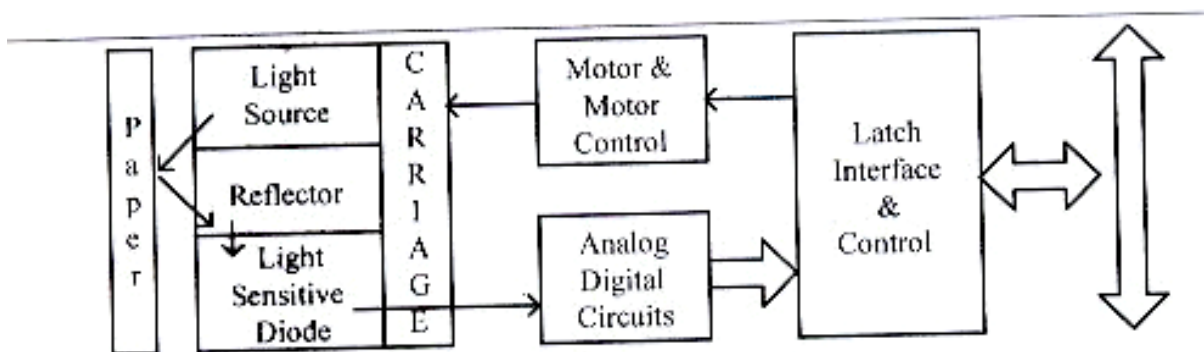 Paper
Light
Source
Reflector
Light
Sensitive
Diode
CARRIAGE
Motor &
Motor
Control
Analog
Digital
Circuits
Latch
Interface
&
Control